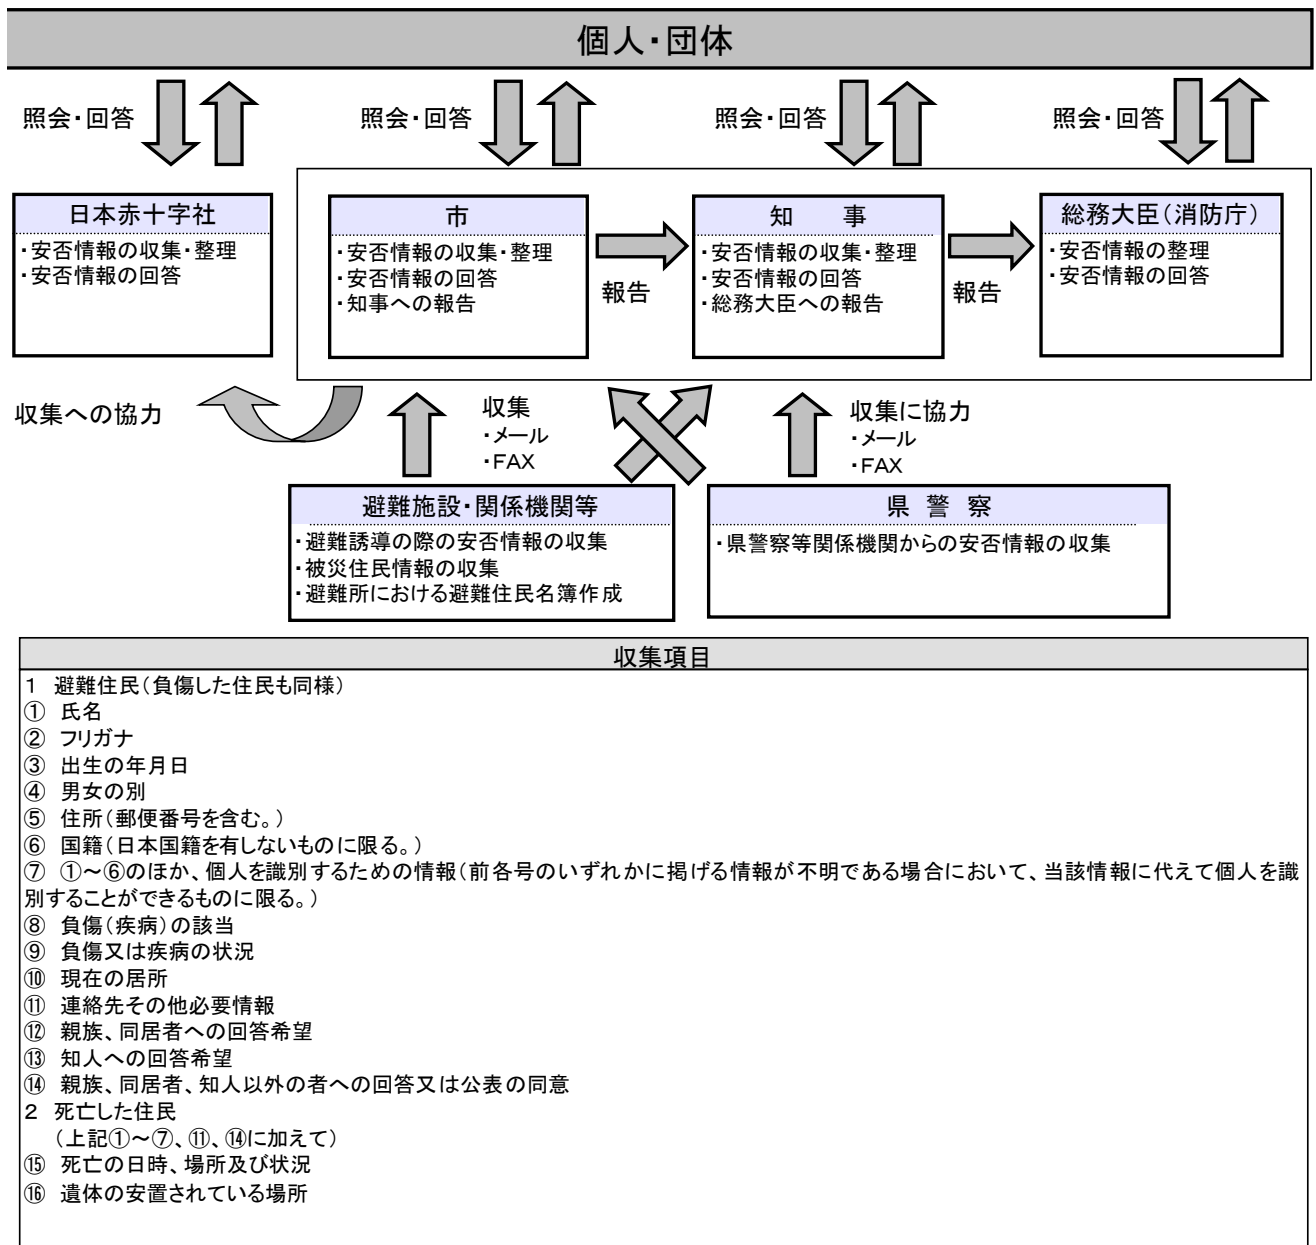 個人・団体
照会・回答
照会・回答
照会・回答
照会・回答
日本赤十字社
・安否情報の収集・整理
・安否情報の回答
市
・安否情報の収集・整理
・安否情報の回答
・知事への報告
報告
知　事
・安否情報の収集・整理
・安否情報の回答
・総務大臣への報告
報告
総務大臣（消防庁）
・安否情報の整理
・安否情報の回答
収集への協力
収集
・メール
・FAX
収集に協力
・メール
・FAX
避難施設・関係機関等
・避難誘導の際の安否情報の収集
・被災住民情報の収集
・避難所における避難住民名簿作成
県 警 察
・県警察等関係機関からの安否情報の収集
収集項目
1　避難住民（負傷した住民も同様）
①　氏名
②　フリガナ
③　出生の年月日
④　男女の別
⑤　住所（郵便番号を含む。）
⑥　国籍（日本国籍を有しないものに限る。）
⑦　①～⑥のほか、個人を識別するための情報（前各号のいずれかに掲げる情報が不明である場合において、当該情報に代えて個人を識
別することができるものに限る。）
⑧　負傷（疾病）の該当
⑨　負傷又は疾病の状況
⑩　現在の居所
⑪　連絡先その他必要情報
⑫　親族、同居者への回答希望
⑬　知人への回答希望
⑭　親族、同居者、知人以外の者への回答又は公表の同意
2　死亡した住民
（上記①～⑦、⑪、⑭に加えて）
⑮　死亡の日時、場所及び状況
⑯　遺体の安置されている場所